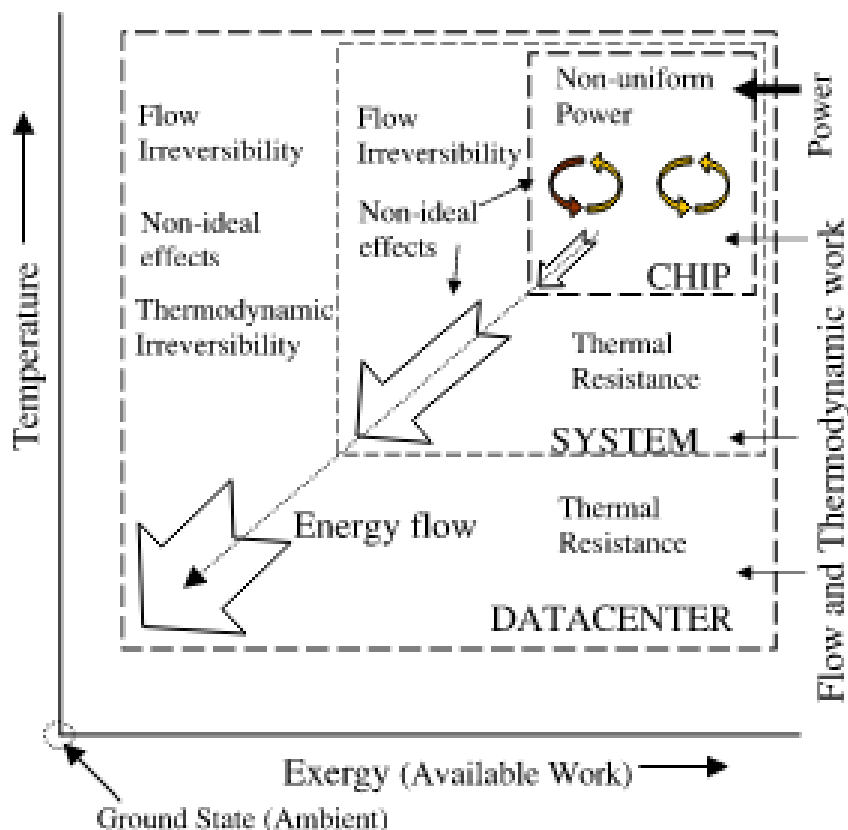 Non-uniform
Power
Flow
Irreversibility
Flow
Irreversibility
Non-ideal
effects
Non-ideal
effects
CHIP
Thermodynamic
Irreversibility
Thermal
Resistance
SYSTEM
Energy flow
Thermal
Resistance
DATACENTER
Temperature
Power
Flow and Thermodynamic work
Exergy (Available Work)
Ground State (Ambient)